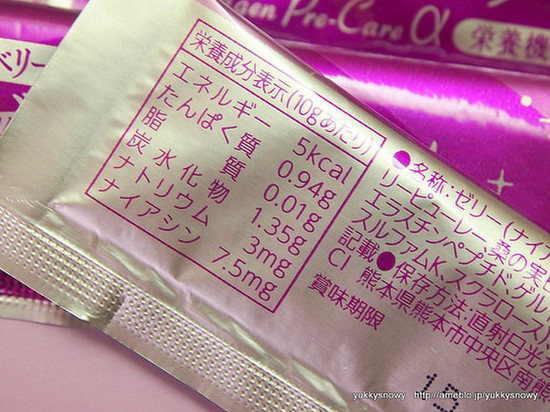 gen Pre-Care α
栄養機
ベリー
栄養成分表示(10gあたり)
エネルギー 5kcal
たんぱく質 0.94g
脂質 0.01g
炭水化物 1.35g
ナトリウム 3mg
ナイアシン 7.5mg
●名称:ゼリー(ナイ
リーピューレー、桑の実
エラスチンペプチド、ゲル
スルファムK、スクラロース)
記載●保存方法:直射日光
CI 熊本県熊本市中央区南
賞味期限
yukkysnowy http://ameblo.jp/yukkysnowy